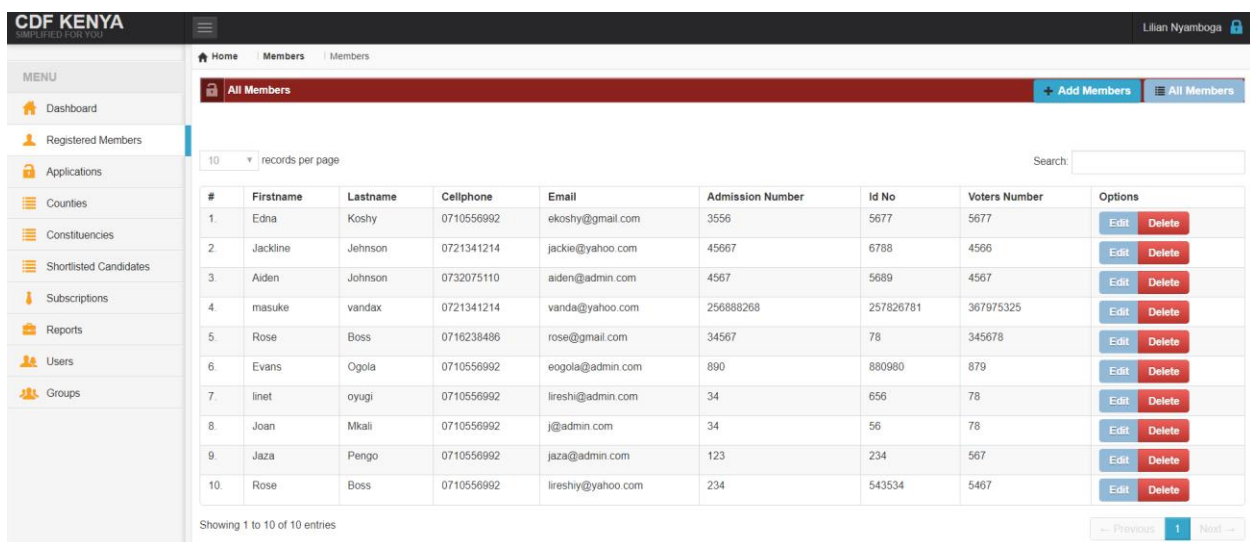 CDF KENYA
SIMPLIFIED FOR YOU
Lilian Nyamboga
Home Members Members
MENU
Dashboard
Registered Members
Applications
Counties
Constituencies
Shortlisted Candidates
Subscriptions
Reports
Users
Groups
All Members + Add Members All Members
10 records per page Search:
# Firstname Lastname Cellphone Email Admission Number Id No Voters Number Options
1. Edna Koshy 0710556992 ekoshy@gmail.com 3556 5677 5677 Edit Delete
2. Jackline Jehnson 0721341214 jackie@yahoo.com 45667 6788 4566 Edit Delete
3. Aiden Johnson 0732075110 aiden@admin.com 4567 5689 4567 Edit Delete
4. masuke vandax 0721341214 vanda@yahoo.com 256888268 257826781 367975325 Edit Delete
5. Rose Boss 0716238486 rose@gmail.com 34567 78 345678 Edit Delete
6. Evans Ogola 0710556992 eogola@admin.com 890 880980 879 Edit Delete
7. linet oyugi 0710556992 lireshi@admin.com 34 656 78 Edit Delete
8. Joan Mkali 0710556992 j@admin.com 34 56 78 Edit Delete
9. Jaza Pengo 0710556992 jaza@admin.com 123 234 567 Edit Delete
10. Rose Boss 0710556992 lireshiy@yahoo.com 234 543534 5467 Edit Delete
Showing 1 to 10 of 10 entries
← Previous 1 Next →